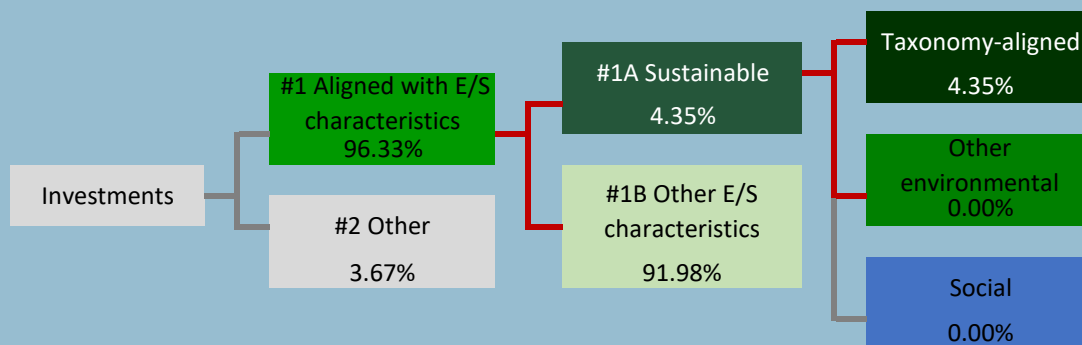 Investments
#1 Aligned with E/S
characteristics
96.33%
#2 Other
3.67%
#1A Sustainable
4.35%
#1B Other E/S
characteristics
91.98%
Taxonomy-aligned
4.35%
Other
environmental
0.00%
Social
0.00%